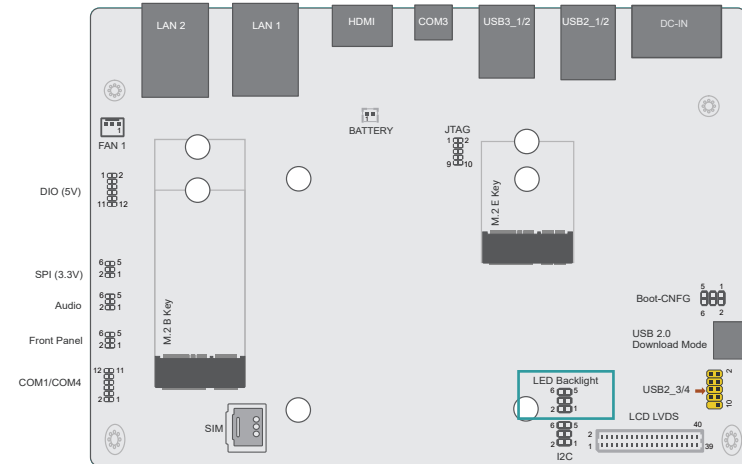 LAN 2
LAN 1
HDMI
COM3
USB3_1/2
USB2_1/2
DC-IN
BATTERY
JTAG
1 2
9 10
1
FAN 1
DIO (5V)
1 2
11 12
M.2 E Key
SPI (3.3V)
6 5
2 1
Audio
6 5
2 1
Front Panel
6 5
2 1
COM1/COM4
12 11
2 1
M.2 B Key
SIM
Boot-CNFG
5 1
6 2
USB 2.0
Download Mode
USB2_3/4
2
10
LED Backlight
6 5
2 1
6 5
2 1
I2C
LCD LVDS
40
2
1
39